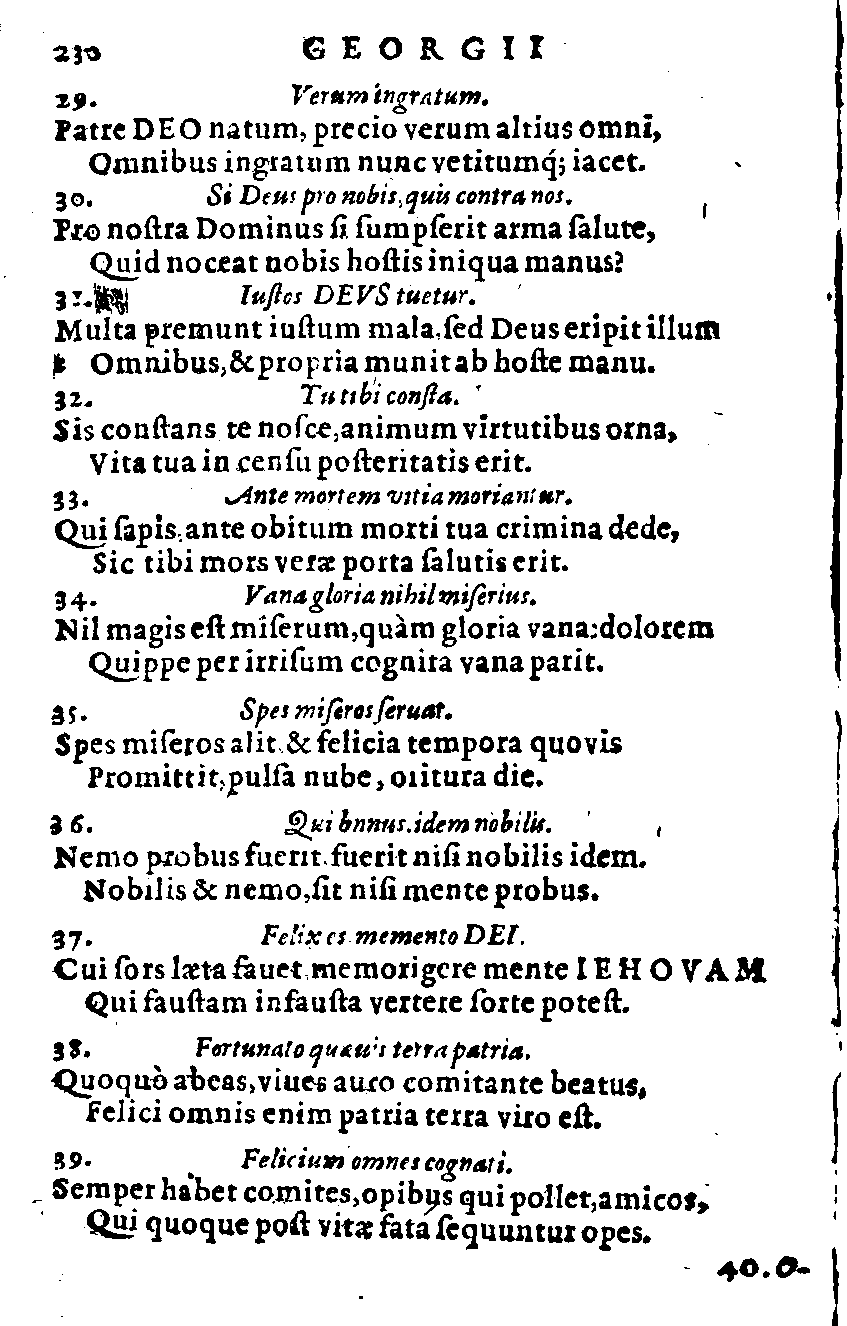 230 GEORGII
29. Verum ingratum.
Patre DEO natum, precio verum altius omni,
Omnibus ingratum nunc vetitumq́; iacet.
30. Si Deus pro nobis, quis contra nos.
Pro noſtra Dominus ſi ſumpſerit arma ſalute,
Quid noceat nobis hoſtis iniqua manus?
31. Iuſtos DEVS tuetur.
Multa premunt iuſtum mala, ſed Deus eripit illum
Omnibus, & propria munit ab hoſte manu.
32. Tu tibi conſta.
Sis conſtans te noſce, animum virtutibus orna,
Vita tua in cenſu poſteritatis erit.
33. Ante mortem vitia moriantur.
Qui ſapis, ante obitum morti tua crimina dede,
Sic tibi mors veræ porta ſalutis erit.
34. Vana gloria nihil miſerius.
Nil magis eſt miſerum, quàm gloria vana: dolorem
Quippe per irriſum cognita vana parit.
35. Spes miſeros ſeruat.
Spes miſeros alit, & felicia tempora quovis
Promittit, pulſa nube, oritura die.
36. Qui bnnus. idem nobilis.
Nemo probus fuerit, fuerit niſi nobilis idem.
Nobilis & nemo, ſit niſi mente probus.
37. Felix es memento DEI.
Cui ſors læta fauet, memori gere mente IEHOVAM
Qui fauſtam infauſta vertere ſorte poteſt.
38. Fortunato quæuis terra patria.
Quoquò abeas, viues auro comitante beatus,
Felici omnis enim patria terra viro eſt.
39. Felicium omnes cognati.
Semper habet comites, opibus qui pollet, amicos,
Qui quoque poſt vitæ fata ſequuntur opes.
40. O-